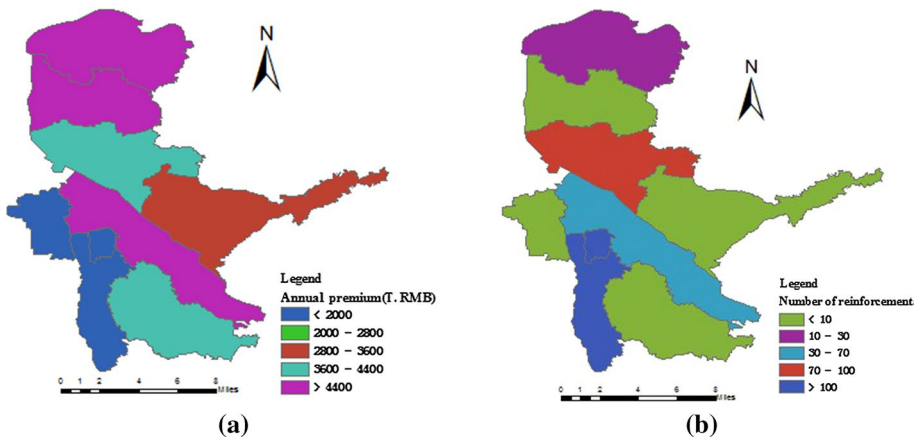 N
Legend
Annual premium(T. RMB)
< 2000
2000 - 2800
2800 - 3600
3600 - 4400
> 4400
0 1 2 4 6 8
Miles
(a)
N
Legend
Number of reinforcement
< 10
10 - 30
30 - 70
70 - 100
> 100
0 1 2 4 6 8
Miles
(b)